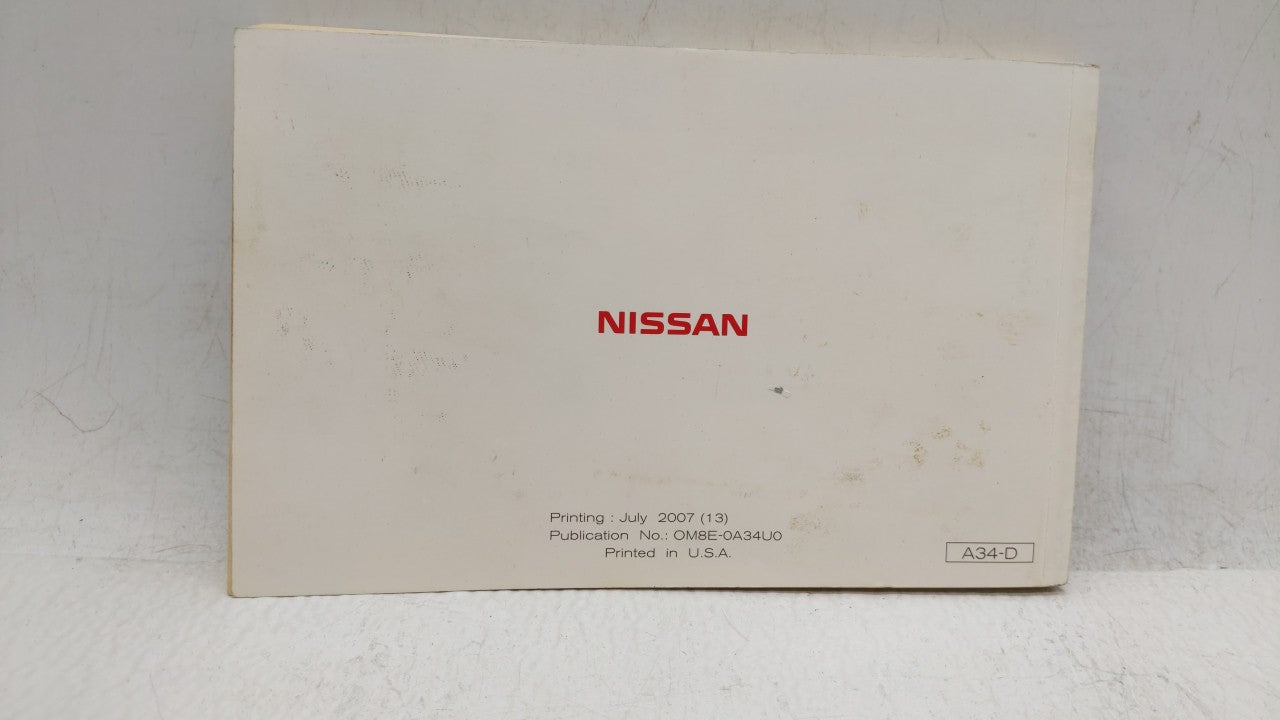 NISSAN
Printing : July 2007 (13)
Publication No.: OM8E-0A34U0
Printed in U.S.A.
A34-D